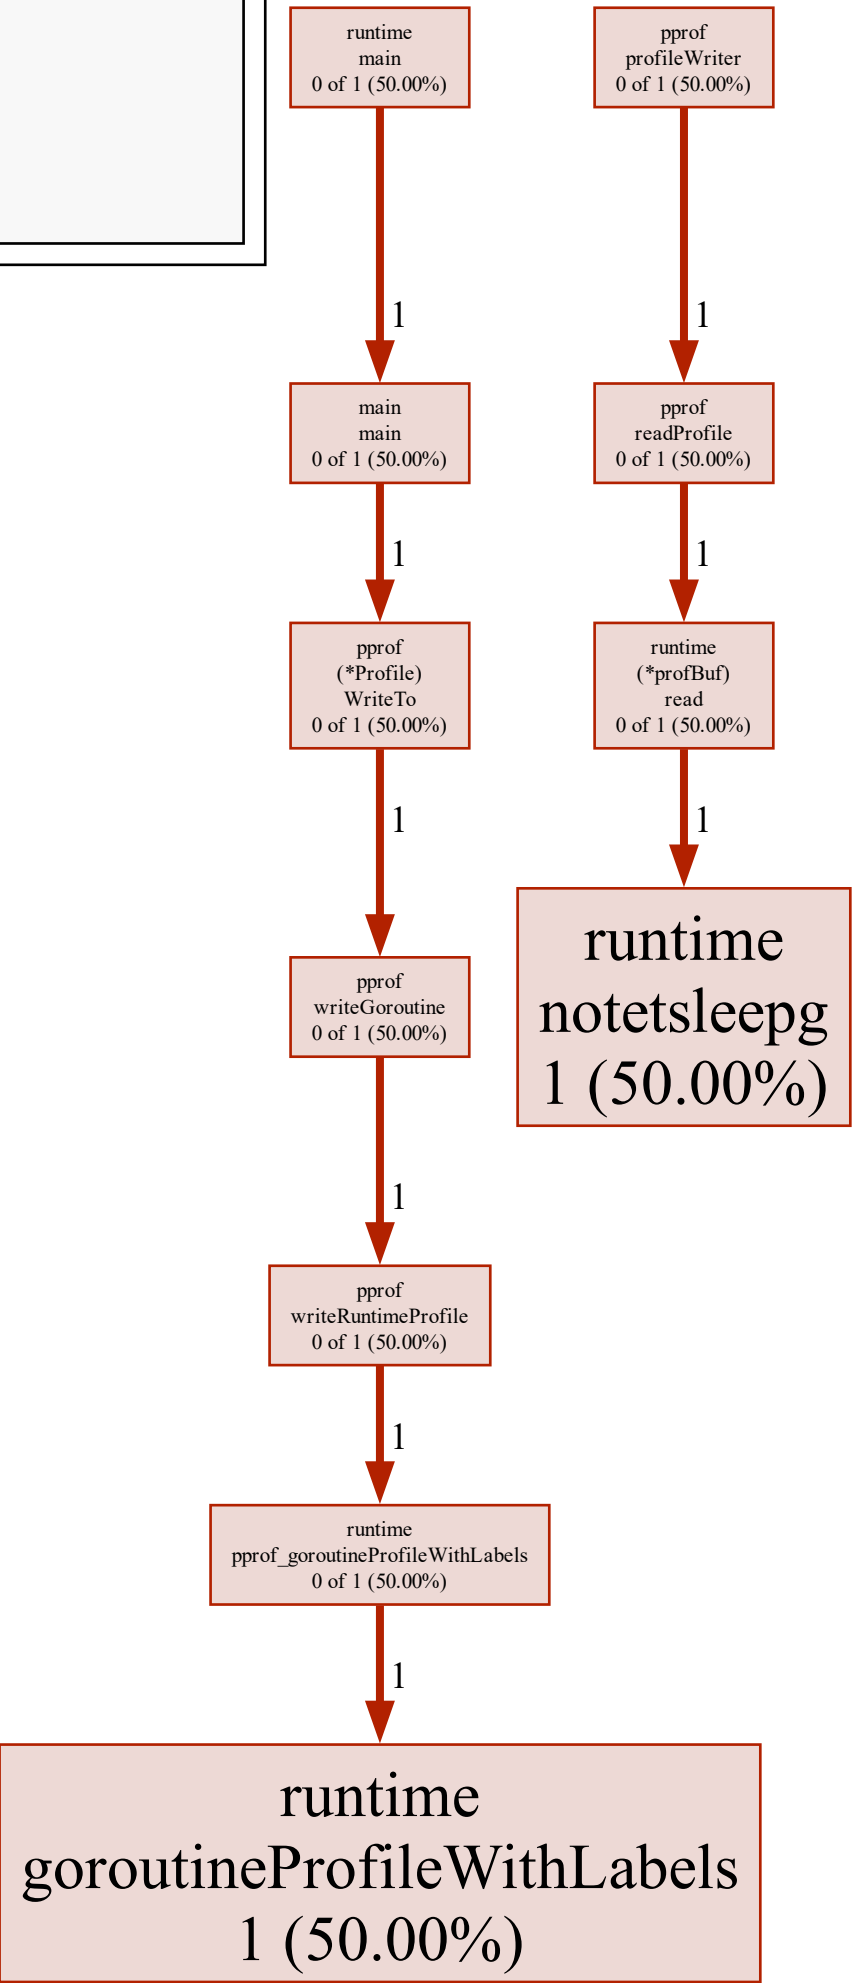 runtime
main
0 of 1 (50.00%)
1
main
main
0 of 1 (50.00%)
1
pprof
(*Profile)
WriteTo
0 of 1 (50.00%)
1
pprof
writeGoroutine
0 of 1 (50.00%)
1
pprof
writeRuntimeProfile
0 of 1 (50.00%)
1
runtime
pprof_goroutineProfileWithLabels
0 of 1 (50.00%)
1
runtime
goroutineProfileWithLabels
1 (50.00%)
pprof
profileWriter
0 of 1 (50.00%)
1
pprof
readProfile
0 of 1 (50.00%)
1
runtime
(*profBuf)
read
0 of 1 (50.00%)
1
runtime
notetsleepg
1 (50.00%)